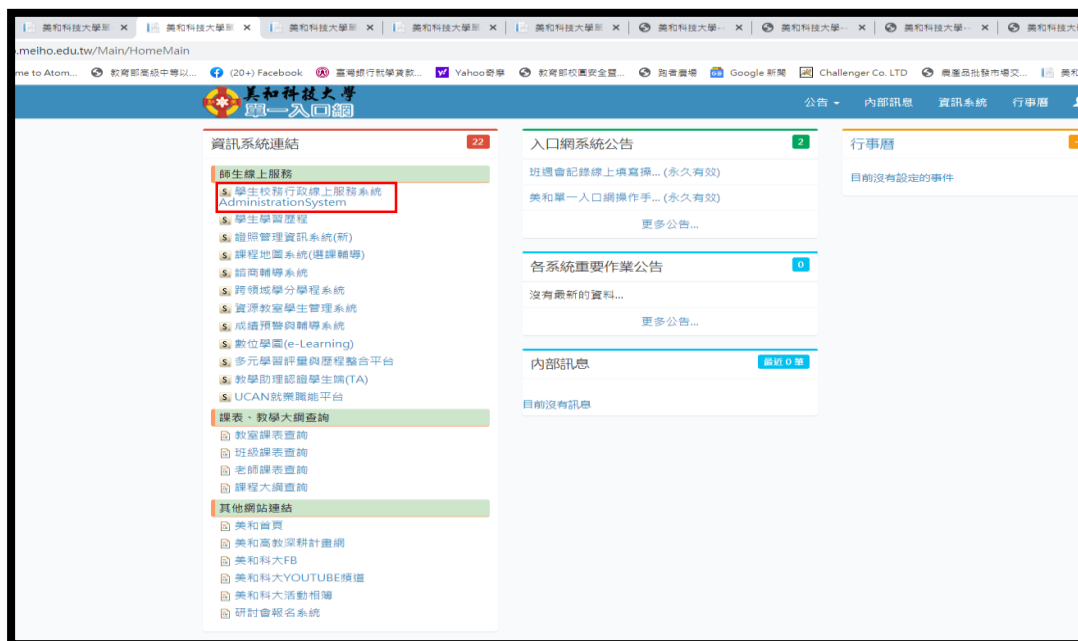 美和科技大學單 × 美和科技大學單 × 美和科技大學單 × 美和科技大學單 × 美和科技大學單 × 美和科技大學-· × 美和科技大學-· × 美和科技大學-· × 美和科技大
.meiho.edu.tw/Main/HomeMain
me to Atom... 教育部高級中等以... (20+) Facebook 臺灣銀行就學貸款... Yahoo奇摩 教育部校園安全暨... 跑者廣場 Google 新聞 Challenger Co. LTD 農產品批發市場交... 美和
美和科技大學
單一入口網
公告 內部訊息 資訊系統 行事曆
資訊系統連結 22
師生線上服務
學生校務行政線上服務系統
AdministrationSystem
學生學習歷程
證照管理資訊系統(新)
課程地圖系統(選課輔導)
諮商輔導系統
跨領域學分學程系統
資源教室學生管理系統
成績預警與輔導系統
數位學園(e-Learning)
多元學習評量與歷程整合平台
教學助理認證學生端(TA)
UCAN就業職能平台
課表、教學大綱查詢
教室課表查詢
班級課表查詢
老師課表查詢
課程大綱查詢
其他網站連結
美和首頁
美和高教深耕計畫網
美和科大FB
美和科大YOUTUBE頻道
美和科大活動相簿
研討會報名系統
入口網系統公告 2
班週會記錄線上填寫操... (永久有效)
美和單一入口網操作手... (永久有效)
更多公告...
各系統重要作業公告 0
沒有最新的資料...
更多公告...
內部訊息 最近 0 筆
目前沒有訊息
行事曆
目前沒有設定的事件